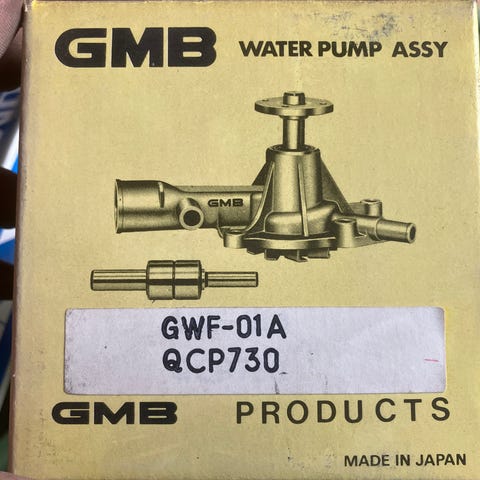 GMB WATER PUMP ASSY
GMB
GWF-01A
QCP730
GMB PRODUCTS
MADE IN JAPAN